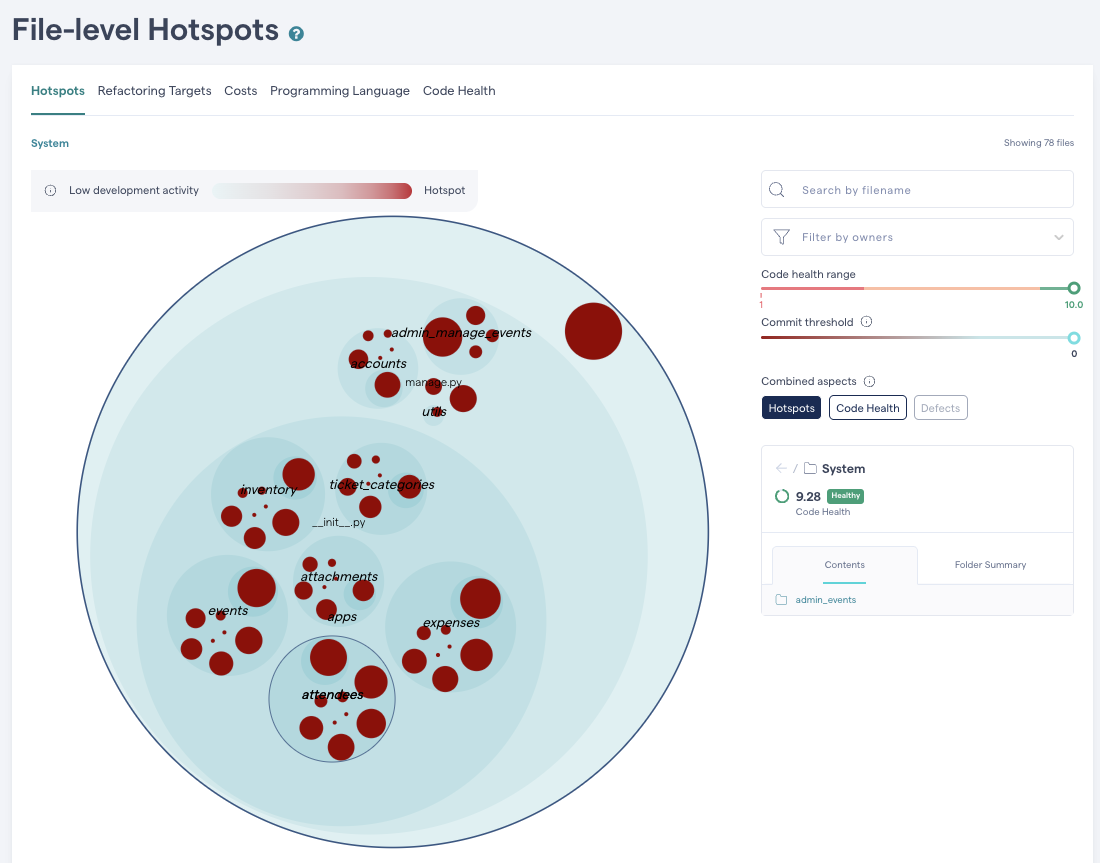 File-level Hotspots ?
Hotspots Refactoring Targets Costs Programming Language Code Health
System
Showing 78 files
Low development activity Hotspot
Search by filename
Filter by owners
Code health range
1 10.0
Commit threshold
0
Combined aspects
Hotspots Code Health Defects
/ System
9.28 Healthy
Code Health
Contents Folder Summary
admin_events
admin_manage_events
accounts
manage.py
utils
inventory
ticket_categories
__init__.py
attachments
events
apps
expenses
attendees